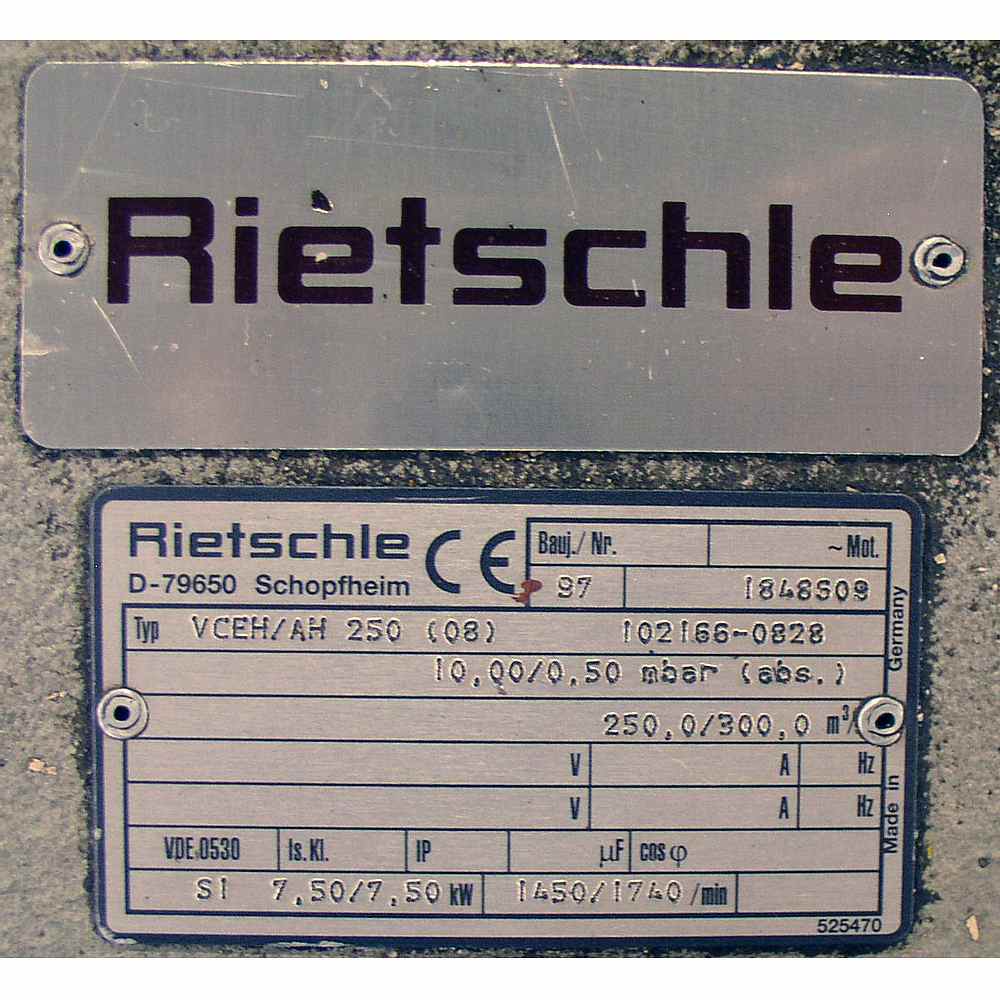 Rietschle
Rietschle CE Bauj./ Nr. ~Mot.
D-79650 Schopfheim 97 1848509
Typ VCEH/AH 250 (08) 102166-0828
10,00/0,50 mbar (abs.)
250,0/300,0 m³/
V A Hz
V A Hz
VDE 0530 Is. Kl. IP µF cos φ
S1 7,50/7,50 kW 1450/1740 /min
525470
Made in Germany